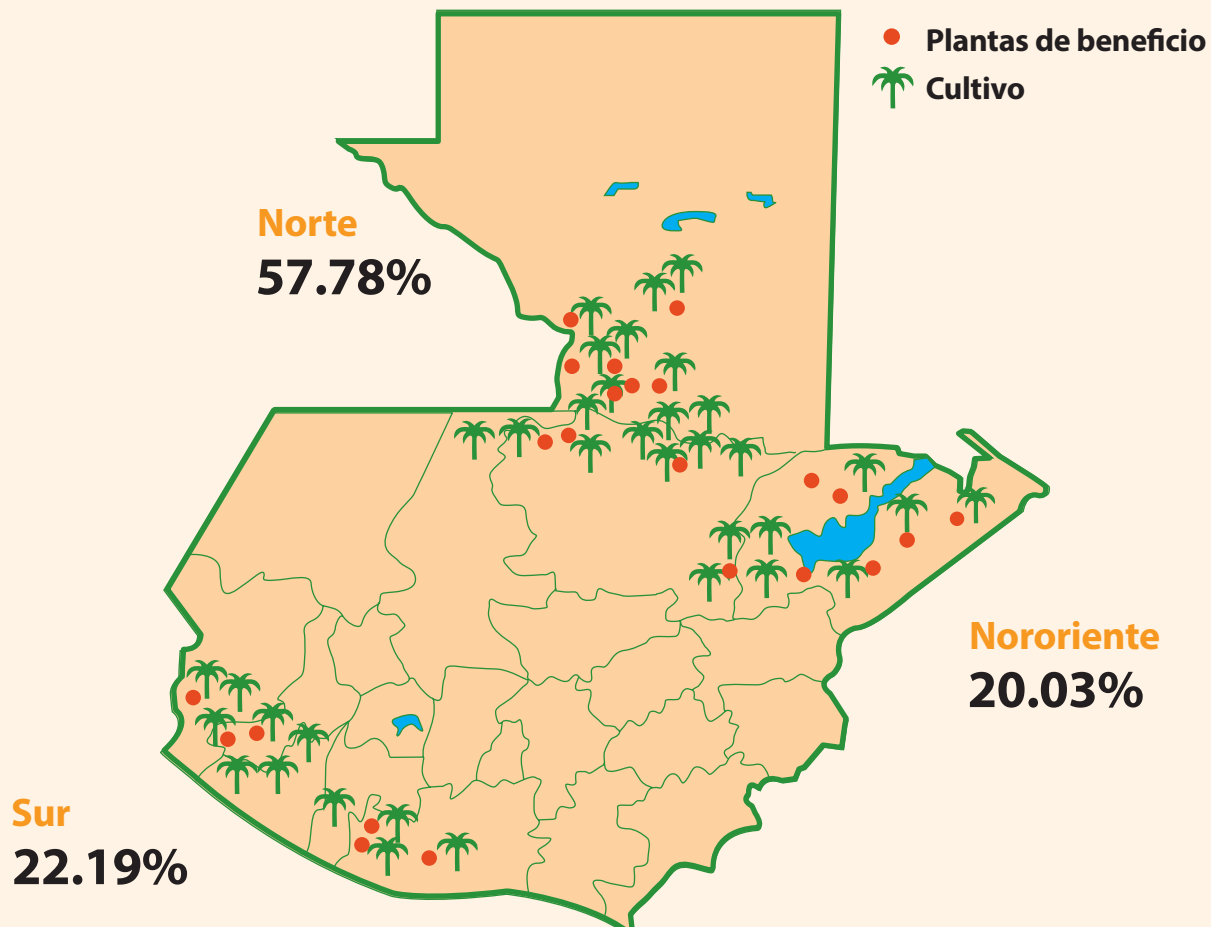 Plantas de beneficio
Cultivo
Norte
57.78%
Nororiente
20.03%
Sur
22.19%